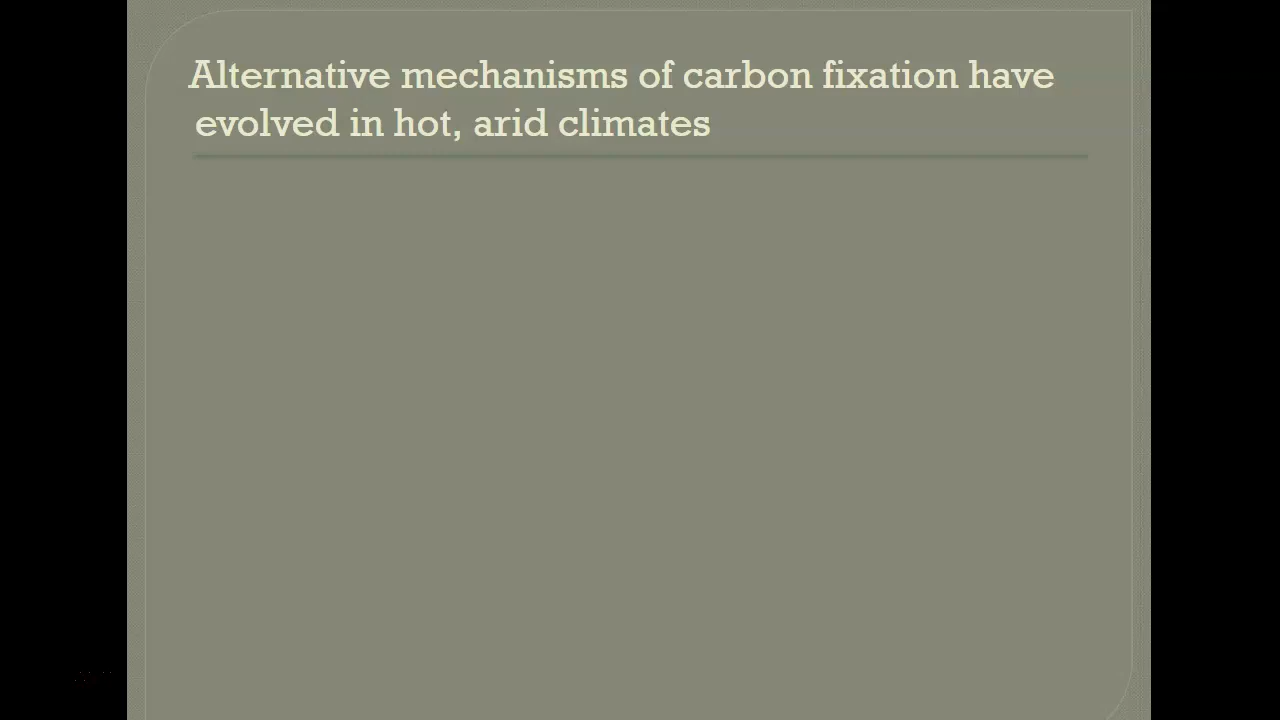 Alternative mechanisms of carbon fixation have
evolved in hot, arid climates